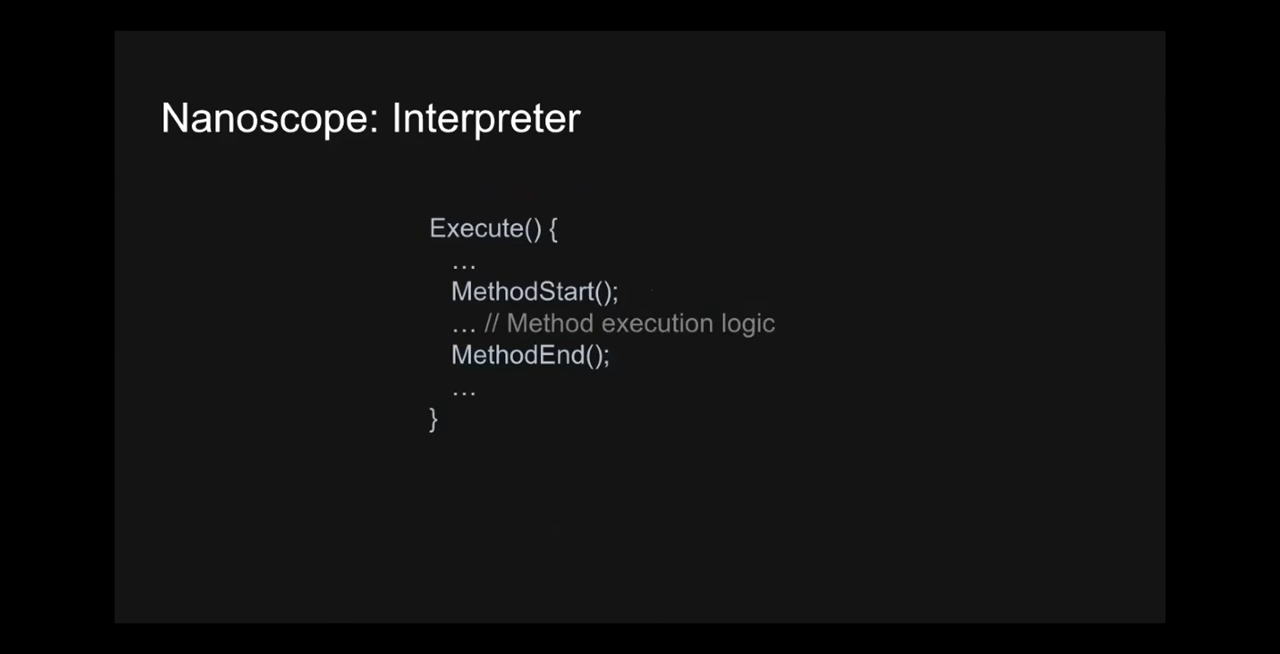 Nanoscope: Interpreter
Execute() {
…
MethodStart();
… // Method execution logic
MethodEnd();
…
}